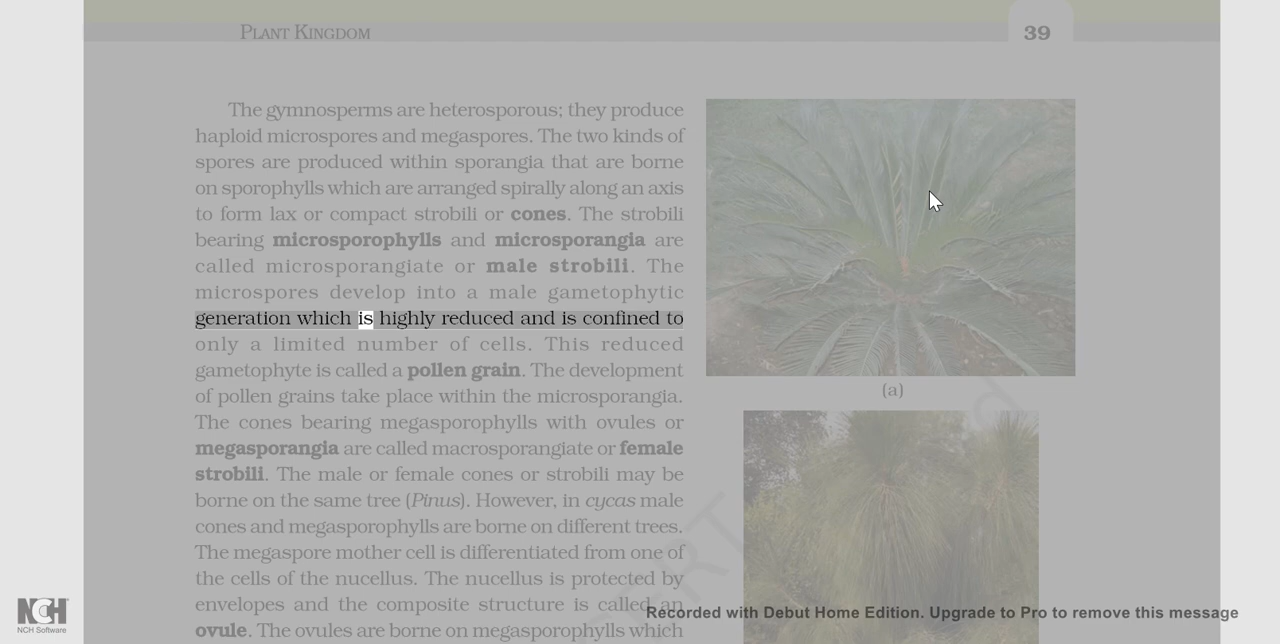 PLANT KINGDOM
39
The gymnosperms are heterosporous; they produce
haploid microspores and megaspores. The two kinds of
spores are produced within sporangia that are borne
on sporophylls which are arranged spirally along an axis
to form lax or compact strobili or cones. The strobili
bearing microsporophylls and microsporangia are
called microsporangiate or male strobili. The
microspores develop into a male gametophytic
generation which is highly reduced and is confined to
only a limited number of cells. This reduced
gametophyte is called a pollen grain. The development
of pollen grains take place within the microsporangia.
The cones bearing megasporophylls with ovules or
megasporangia are called macrosporangiate or female
strobili. The male or female cones or strobili may be
borne on the same tree (Pinus). However, in cycas male
cones and megasporophylls are borne on different trees.
The megaspore mother cell is differentiated from one of
the cells of the nucellus. The nucellus is protected by
envelopes and the composite structure is called an
ovule. The ovules are borne on megasporophylls which
(a)
NCH
NCH Software
Recorded with Debut Home Edition. Upgrade to Pro to remove this message